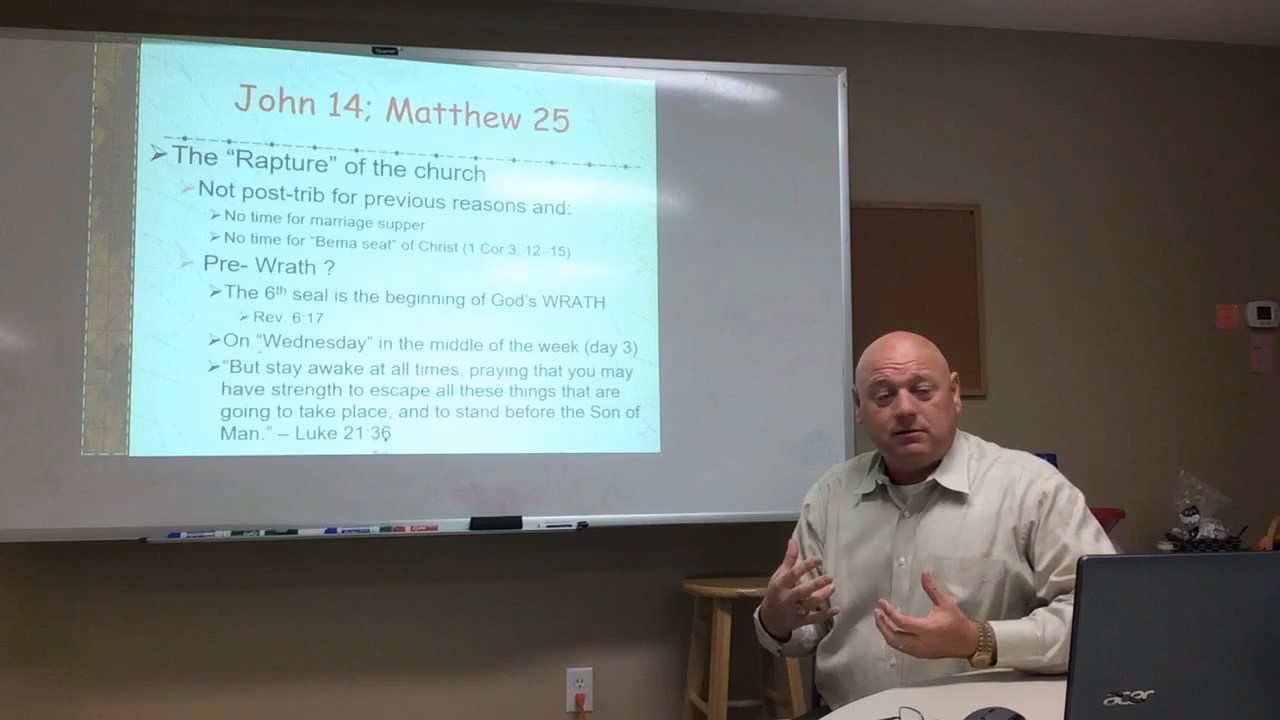 John 14; Matthew 25
The "Rapture" of the church
Not post-trib for previous reasons and:
No time for marriage supper
No time for "Bema seat" of Christ (1 Cor 3: 12 -15)
Pre- Wrath ?
The 6th seal is the beginning of God's WRATH
Rev. 6:17
On "Wednesday" in the middle of the week (day 3)
"But stay awake at all times, praying that you may
have strength to escape all these things that are
going to take place, and to stand before the Son of
Man." – Luke 21:36
acer